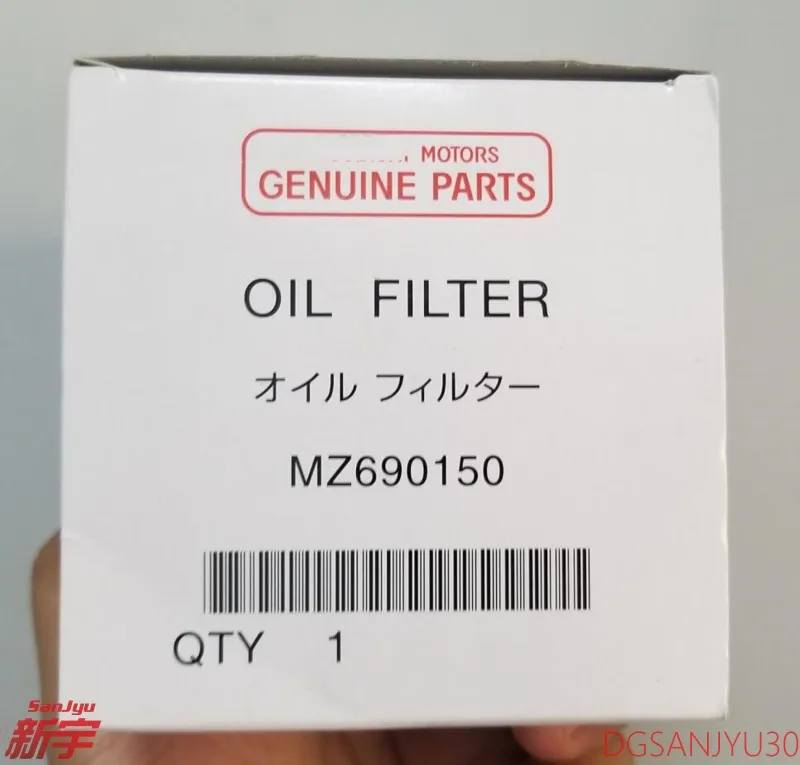 MOTORS
GENUINE PARTS
OIL FILTER
オイル フィルター
MZ690150
QTY 1
SanJyu
新宇
DGSANJYU30